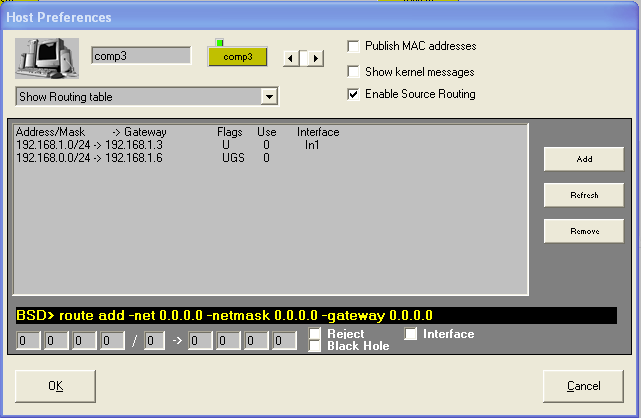 Host Preferences
comp3
comp3
Publish MAC addresses
Show kernel messages
Enable Source Routing
Show Routing table
Address/Mask -> Gateway Flags Use Interface
192.168.1.0/24 -> 192.168.1.3 U 0 In1
192.168.0.0/24 -> 192.168.1.6 UGS 0
Add
Refresh
Remove
BSD> route add -net 0.0.0.0 -netmask 0.0.0.0 -gateway 0.0.0.0
0 0 0 0 / 0 -> 0 0 0 0 Reject Interface
Black Hole
OK Cancel